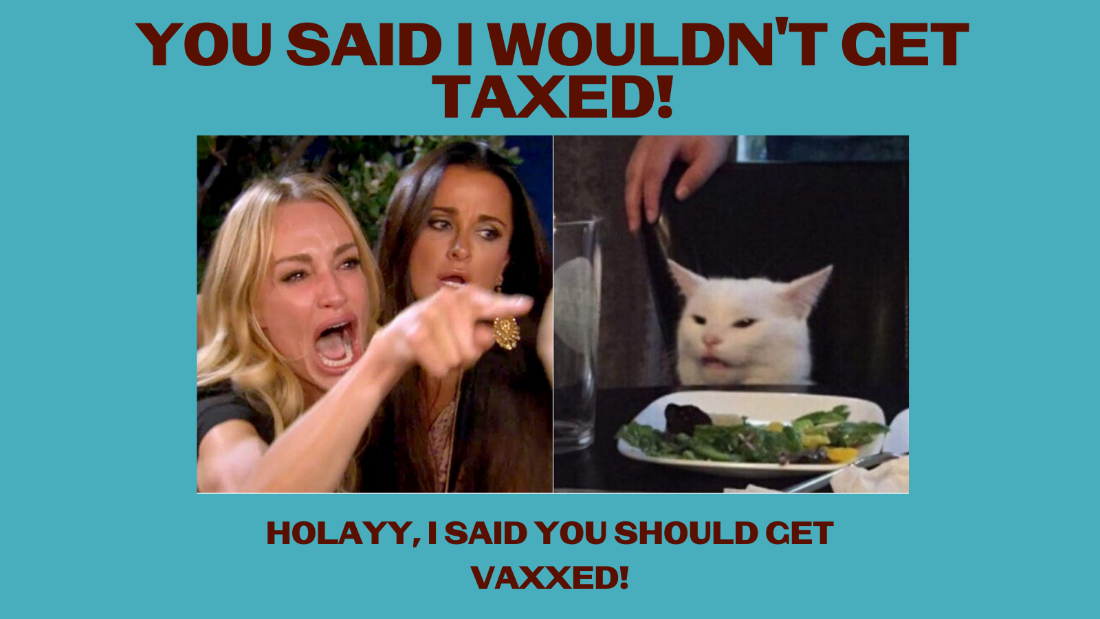 YOU SAID I WOULDN'T GET
TAXED!
HOLAYY, I SAID YOU SHOULD GET
VAXXED!